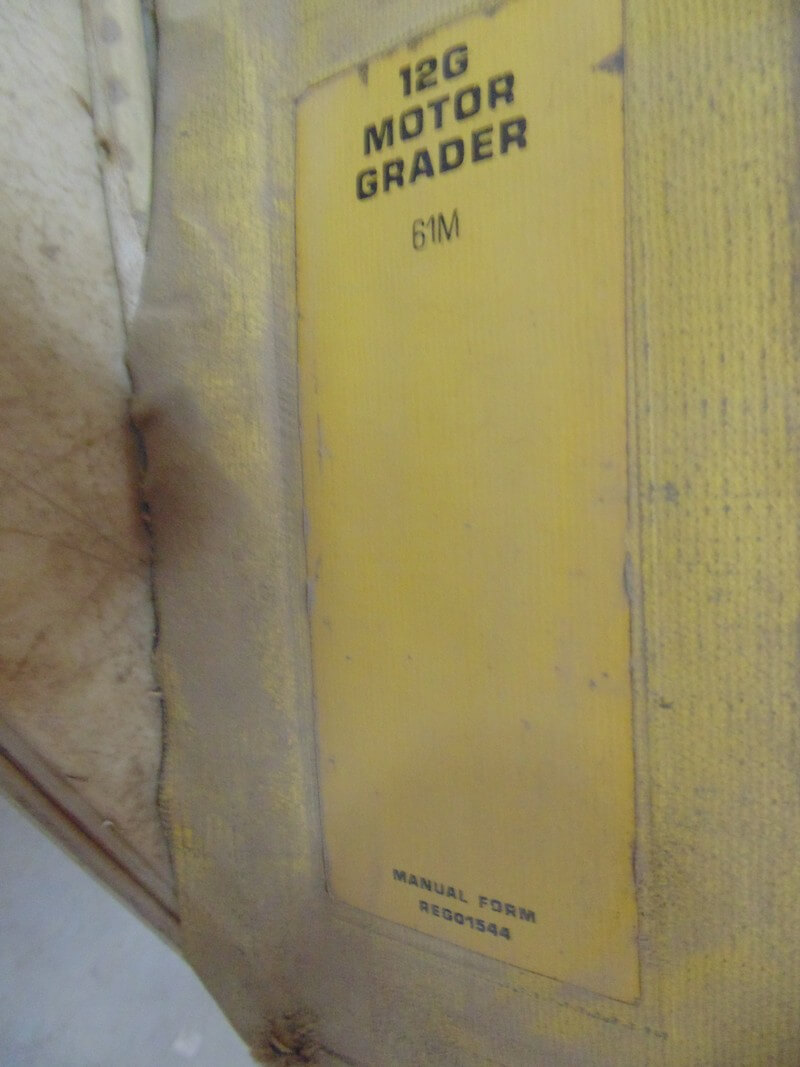 12G
MOTOR
GRADER
61M
MANUAL FORM
REG01544